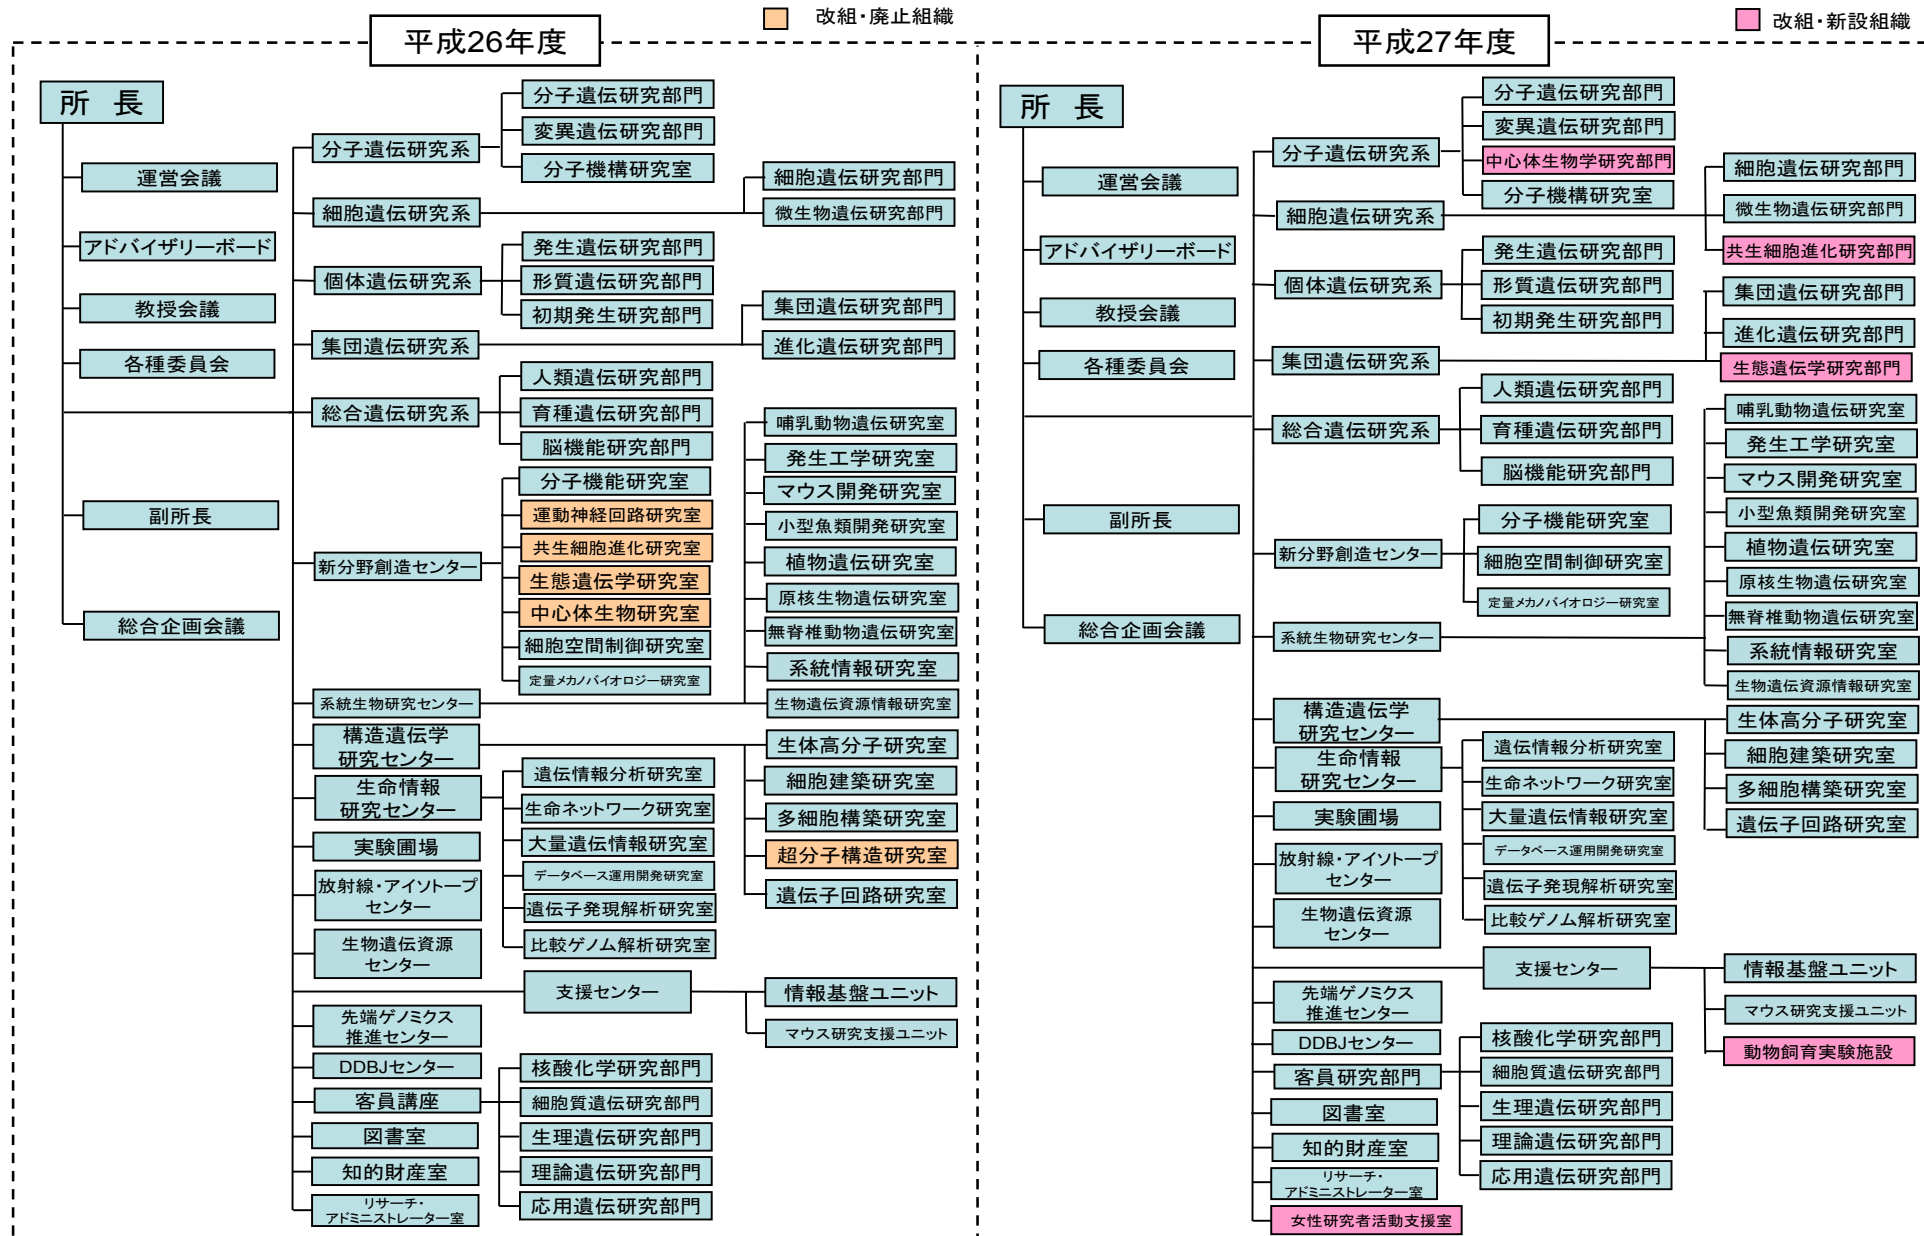 改組・廃止組織
平成26年度
所 長
運営会議
アドバイザリーボード
教授会議
各種委員会
副所長
総合企画会議
分子遺伝研究系
分子遺伝研究部門
変異遺伝研究部門
分子機構研究室
細胞遺伝研究系
細胞遺伝研究部門
微生物遺伝研究部門
個体遺伝研究系
発生遺伝研究部門
形質遺伝研究部門
初期発生研究部門
集団遺伝研究系
集団遺伝研究部門
進化遺伝研究部門
総合遺伝研究系
人類遺伝研究部門
育種遺伝研究部門
脳機能研究部門
新分野創造センター
分子機能研究室
運動神経回路研究室
共生細胞進化研究室
生態遺伝学研究室
中心体生物研究室
細胞空間制御研究室
定量メカノバイオロジー研究室
系統生物研究センター
哺乳動物遺伝研究室
発生工学研究室
マウス開発研究室
小型魚類開発研究室
植物遺伝研究室
原核生物遺伝研究室
無脊椎動物遺伝研究室
系統情報研究室
生物遺伝資源情報研究室
構造遺伝学
研究センター
生体高分子研究室
細胞建築研究室
多細胞構築研究室
超分子構造研究室
遺伝子回路研究室
生命情報
研究センター
遺伝情報分析研究室
生命ネットワーク研究室
大量遺伝情報研究室
データベース運用開発研究室
遺伝子発現解析研究室
比較ゲノム解析研究室
実験圃場
放射線・アイソトープ
センター
生物遺伝資源
センター
支援センター
情報基盤ユニット
マウス研究支援ユニット
先端ゲノミクス
推進センター
DDBJセンター
客員講座
核酸化学研究部門
細胞質遺伝研究部門
生理遺伝研究部門
理論遺伝研究部門
応用遺伝研究部門
図書室
知的財産室
リサーチ・
アドミニストレーター室
改組・新設組織
平成27年度
所 長
運営会議
アドバイザリーボード
教授会議
各種委員会
副所長
総合企画会議
分子遺伝研究系
分子遺伝研究部門
変異遺伝研究部門
中心体生物学研究部門
分子機構研究室
細胞遺伝研究系
細胞遺伝研究部門
微生物遺伝研究部門
共生細胞進化研究部門
個体遺伝研究系
発生遺伝研究部門
形質遺伝研究部門
初期発生研究部門
集団遺伝研究系
集団遺伝研究部門
進化遺伝研究部門
生態遺伝学研究部門
総合遺伝研究系
人類遺伝研究部門
育種遺伝研究部門
脳機能研究部門
新分野創造センター
分子機能研究室
細胞空間制御研究室
定量メカノバイオロジー研究室
系統生物研究センター
哺乳動物遺伝研究室
発生工学研究室
マウス開発研究室
小型魚類開発研究室
植物遺伝研究室
原核生物遺伝研究室
無脊椎動物遺伝研究室
系統情報研究室
生物遺伝資源情報研究室
構造遺伝学
研究センター
生体高分子研究室
細胞建築研究室
多細胞構築研究室
遺伝子回路研究室
生命情報
研究センター
遺伝情報分析研究室
生命ネットワーク研究室
大量遺伝情報研究室
データベース運用開発研究室
遺伝子発現解析研究室
比較ゲノム解析研究室
実験圃場
放射線・アイソトープ
センター
生物遺伝資源
センター
支援センター
情報基盤ユニット
マウス研究支援ユニット
動物飼育実験施設
先端ゲノミクス
推進センター
DDBJセンター
客員研究部門
核酸化学研究部門
細胞質遺伝研究部門
生理遺伝研究部門
理論遺伝研究部門
応用遺伝研究部門
図書室
知的財産室
リサーチ・
アドミニストレーター室
女性研究者活動支援室